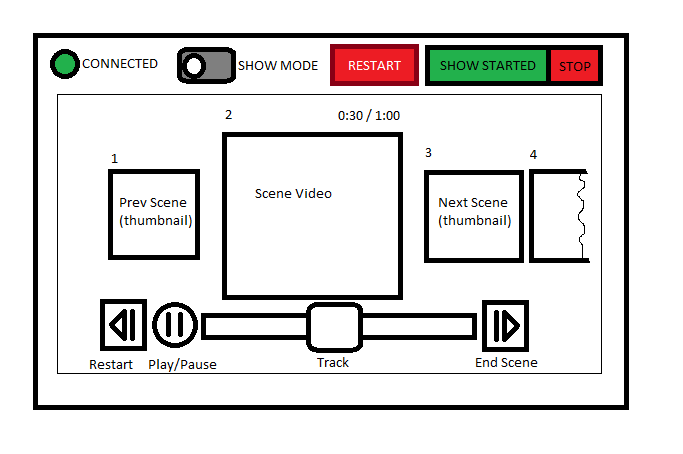 CONNECTED
SHOW MODE
RESTART
SHOW STARTED
STOP
2
0:30 / 1:00
1
3
4
Prev Scene
(thumbnail)
Scene Video
Next Scene
(thumbnail)
Restart
Play/Pause
Track
End Scene